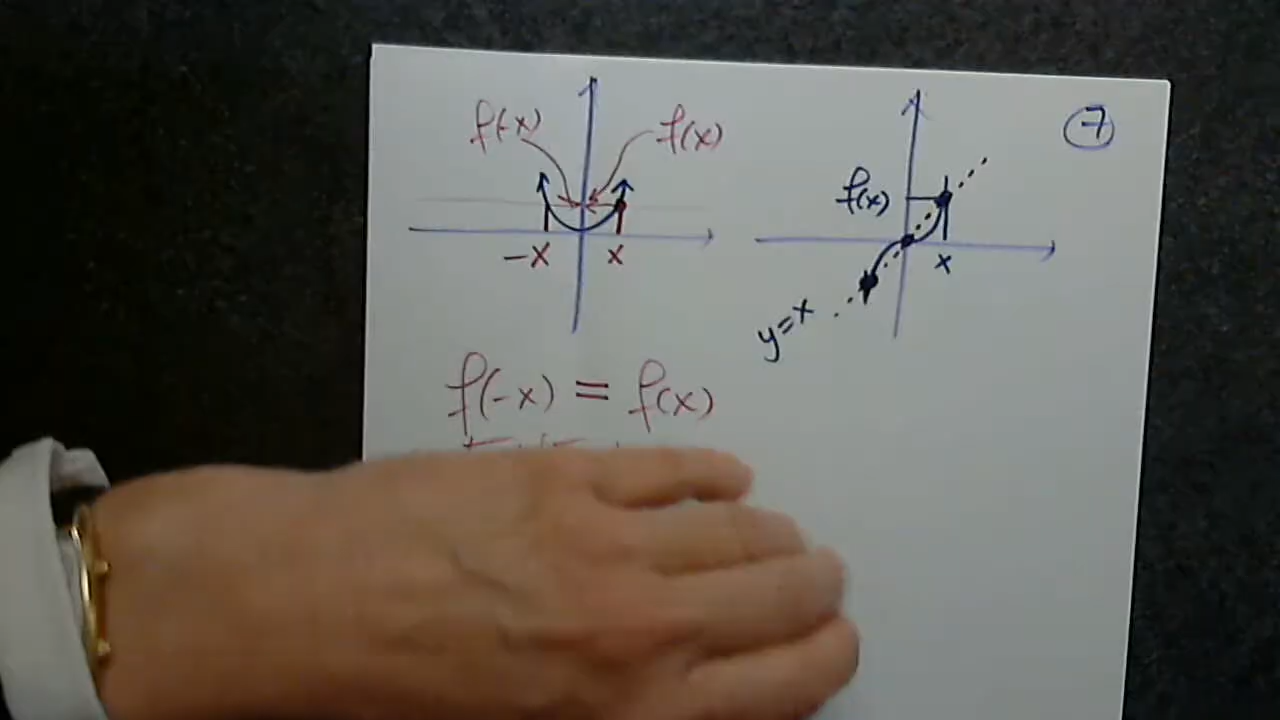 f(-x) f(x)
-x x
f(-x) = f(x)
7
f(x)
x
y=x